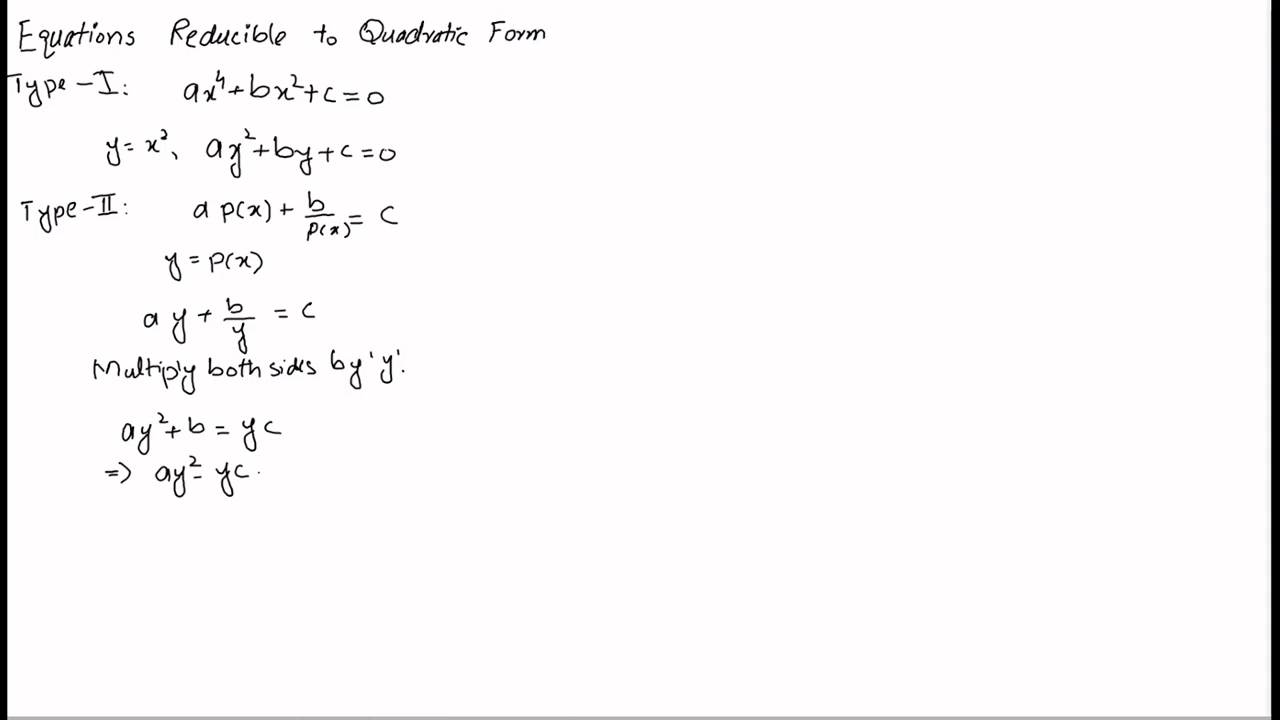 Equations Reducible to Quadratic Form
Type-I: ax⁴+bx²+c=0
y=x², ay²+by+c=0
Type-II: a p(x) + b/p(x) = c
y = p(x)
a y + b/y = c
Multiply both sides by 'y'.
ay²+b = yc
=> ay²- yc